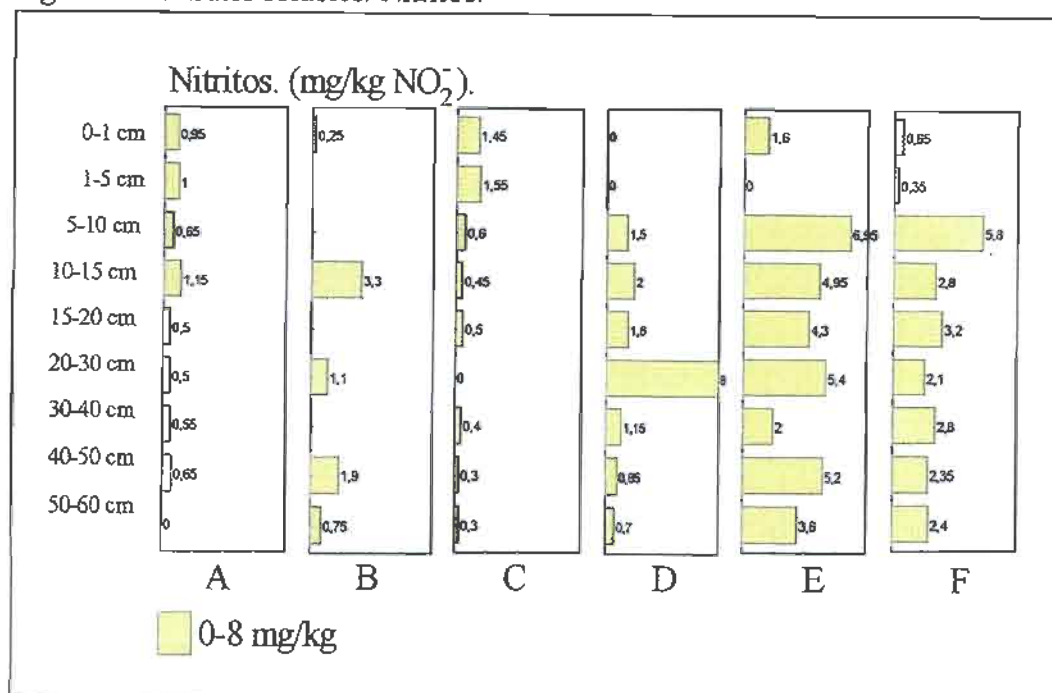 Nitritos. (mg/kg NO₂⁻).
0-1 cm 0,95 0,25 1,45 0 1,6 0,65
1-5 cm 1 1,55 0 0 0,35
5-10 cm 0,65 0,6 1,5 6,95 5,8
10-15 cm 1,15 3,3 0,45 2 4,95 2,8
15-20 cm 0,5 0,5 1,6 4,3 3,2
20-30 cm 0,5 1,1 0 8 5,4 2,1
30-40 cm 0,55 0,4 1,15 2 2,8
40-50 cm 0,65 1,9 0,3 0,85 5,2 2,35
50-60 cm 0 0,75 0,3 0,7 3,6 2,4
A B C D E F
0-8 mg/kg